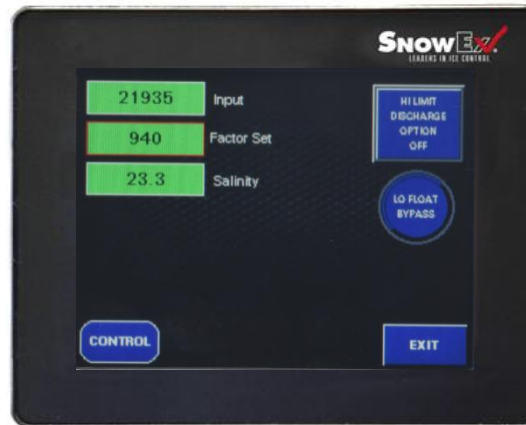 SNOWEX
LEADERS IN ICE CONTROL
21935 Input
940 Factor Set
23.3 Salinity
HI LIMIT
DISCHARGE
OPTION
OFF
LO FLOAT
BYPASS
CONTROL
EXIT